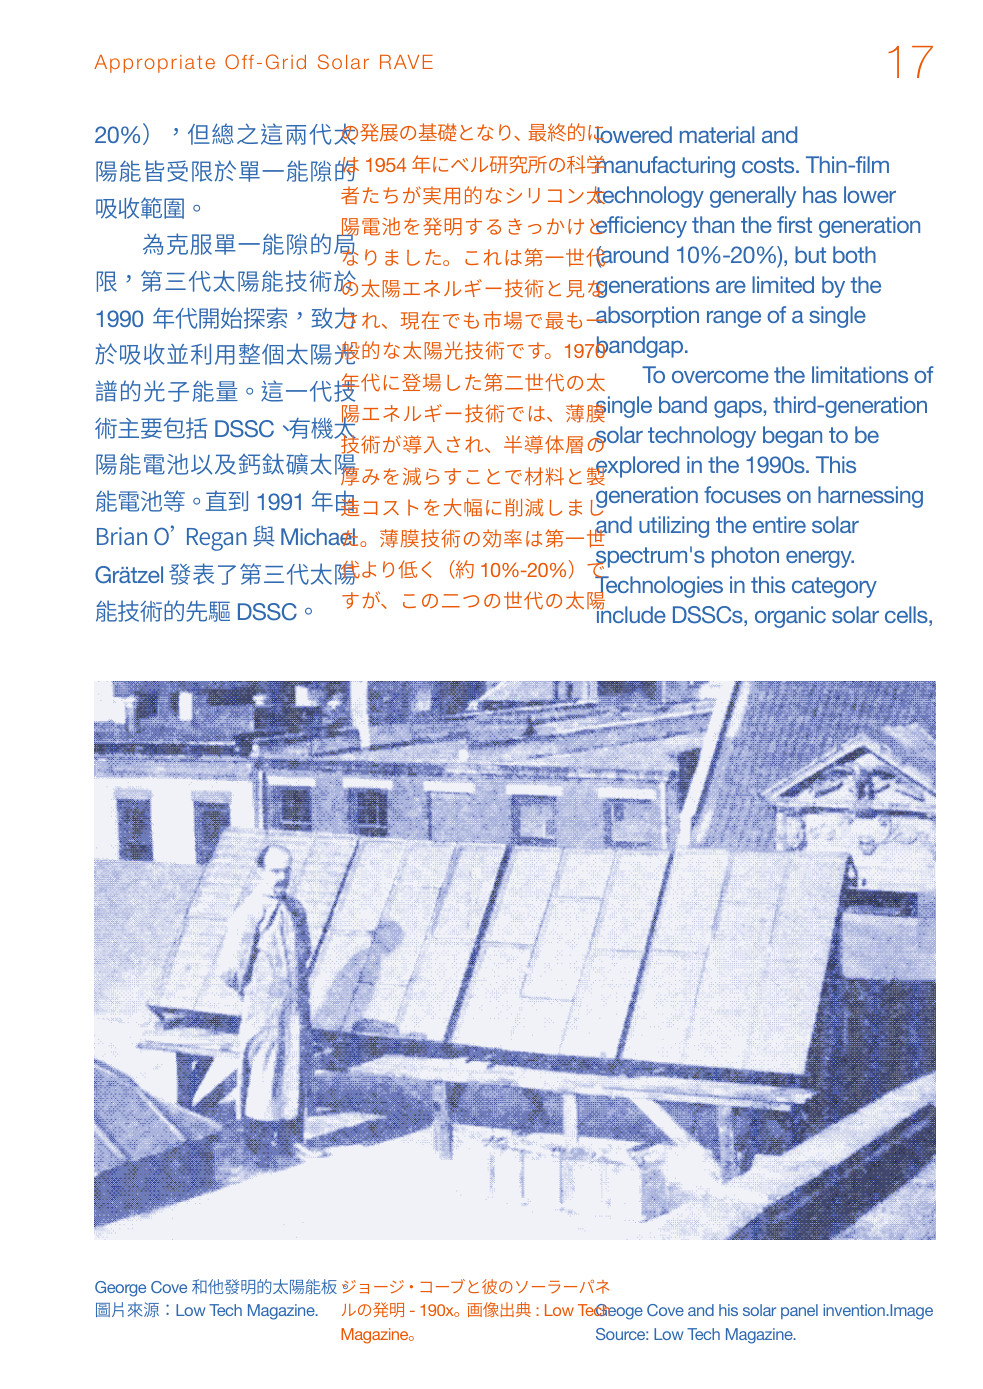 Appropriate Off-Grid Solar RAVE
17
20%），但總之這兩代太
陽能皆受限於單一能隙的
吸收範圍。
為克服單一能隙的局
限，第三代太陽能技術於
1990 年代開始探索，致力
於吸收並利用整個太陽光
譜的光子能量。這一代技
術主要包括 DSSC、有機太
陽能電池以及鈣鈦礦太陽
能電池等。直到 1991 年由
Brian O’Regan 與 Michael
Grätzel 發表了第三代太陽
能技術的先驅 DSSC。
の発展の基礎となり、最終的に
は 1954 年にベル研究所の科学
者たちが実用的なシリコン太
陽電池を発明するきっかけと
なりました。これは第一世代
の太陽エネルギー技術と見な
され、現在でも市場で最も一
般的な太陽光技術です。1970
年代に登場した第二世代の太
陽エネルギー技術では、薄膜
技術が導入され、半導体層の
厚みを減らすことで材料と製
造コストを大幅に削減しまし
た。薄膜技術の効率は第一世
代より低く（約 10%-20%）で
すが、この二つの世代の太陽
lowered material and
manufacturing costs. Thin-film
technology generally has lower
efficiency than the first generation
(around 10%-20%), but both
generations are limited by the
absorption range of a single
bandgap.
To overcome the limitations of
single band gaps, third-generation
solar technology began to be
explored in the 1990s. This
generation focuses on harnessing
and utilizing the entire solar
spectrum's photon energy.
Technologies in this category
include DSSCs, organic solar cells,
George Cove 和他發明的太陽能板。
圖片來源：Low Tech Magazine.
ジョージ・コーブと彼のソーラーパネ
ルの発明 - 190x。画像出典 : Low Tech
Magazine。
Geoge Cove and his solar panel invention.Image
Source: Low Tech Magazine.